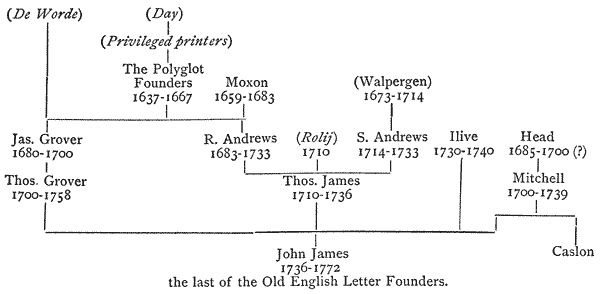 (De Worde) (Day)
(Privileged printers)
The Polyglot
Founders Moxon (Walpergen)
1637-1667 1659-1683 1673-1714
Jas. Grover R. Andrews (Rolij) S. Andrews Ilive Head
1680-1700 1683-1733 1710 1714-1733 1730-1740 1685-1700 (?)
Thos. Grover Thos. James Mitchell
1700-1758 1710-1736 1700-1739
John James Caslon
1736-1772
the last of the Old English Letter Founders.